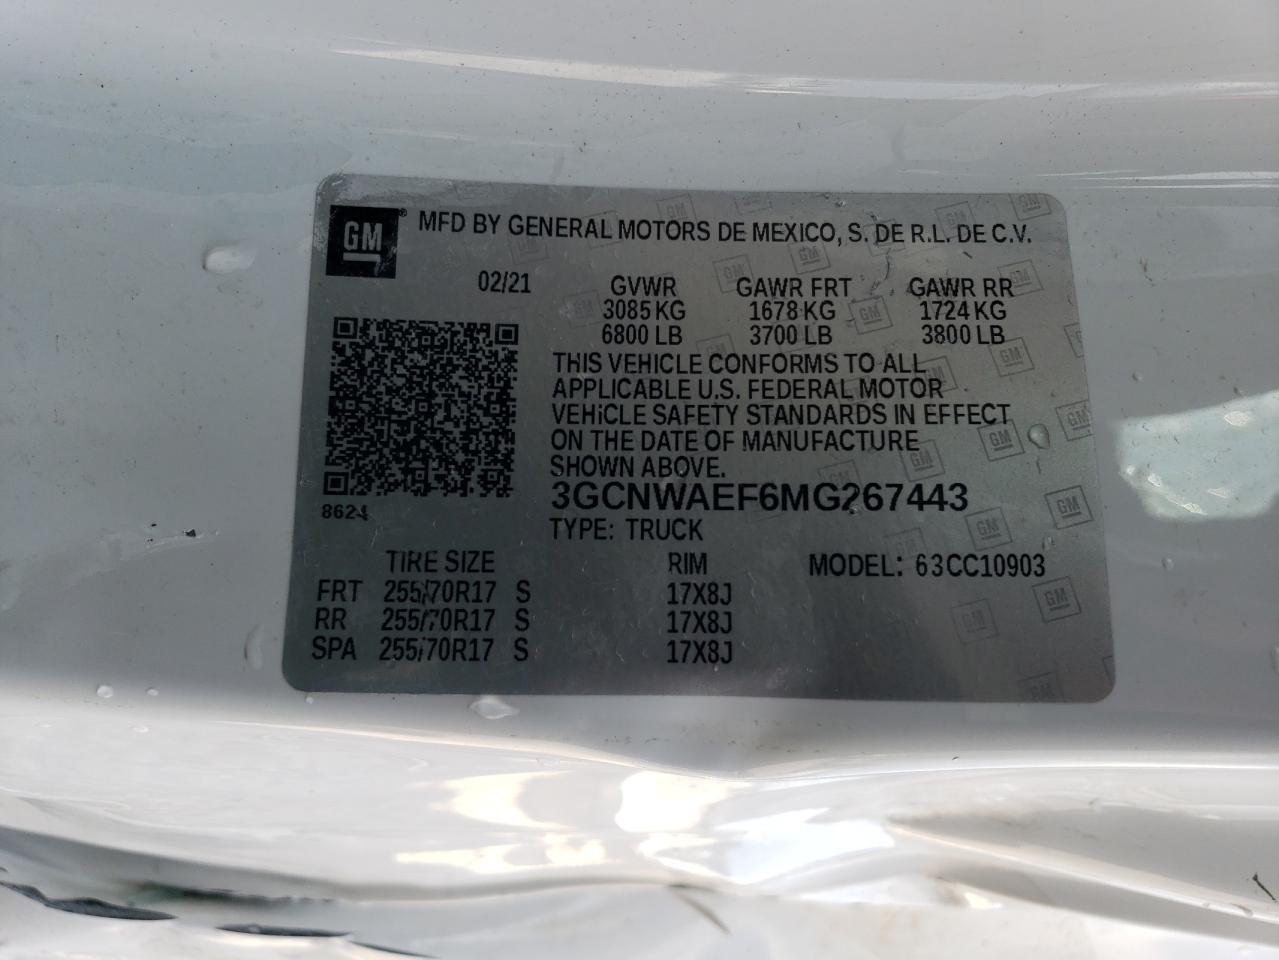 GM® MFD BY GENERAL MOTORS DE MEXICO, S. DE R.L. DE C.V.
02/21 GVWR GAWR FRT GAWR RR
3085 KG 1678 KG 1724 KG
6800 LB 3700 LB 3800 LB
THIS VEHICLE CONFORMS TO ALL
APPLICABLE U.S. FEDERAL MOTOR
VEHICLE SAFETY STANDARDS IN EFFECT
ON THE DATE OF MANUFACTURE
SHOWN ABOVE.
3GCNWAEF6MG267443
8624
TYPE: TRUCK
TIRE SIZE RIM MODEL: 63CC10903
FRT 255/70R17 S 17X8J
RR 255/70R17 S 17X8J
SPA 255/70R17 S 17X8J